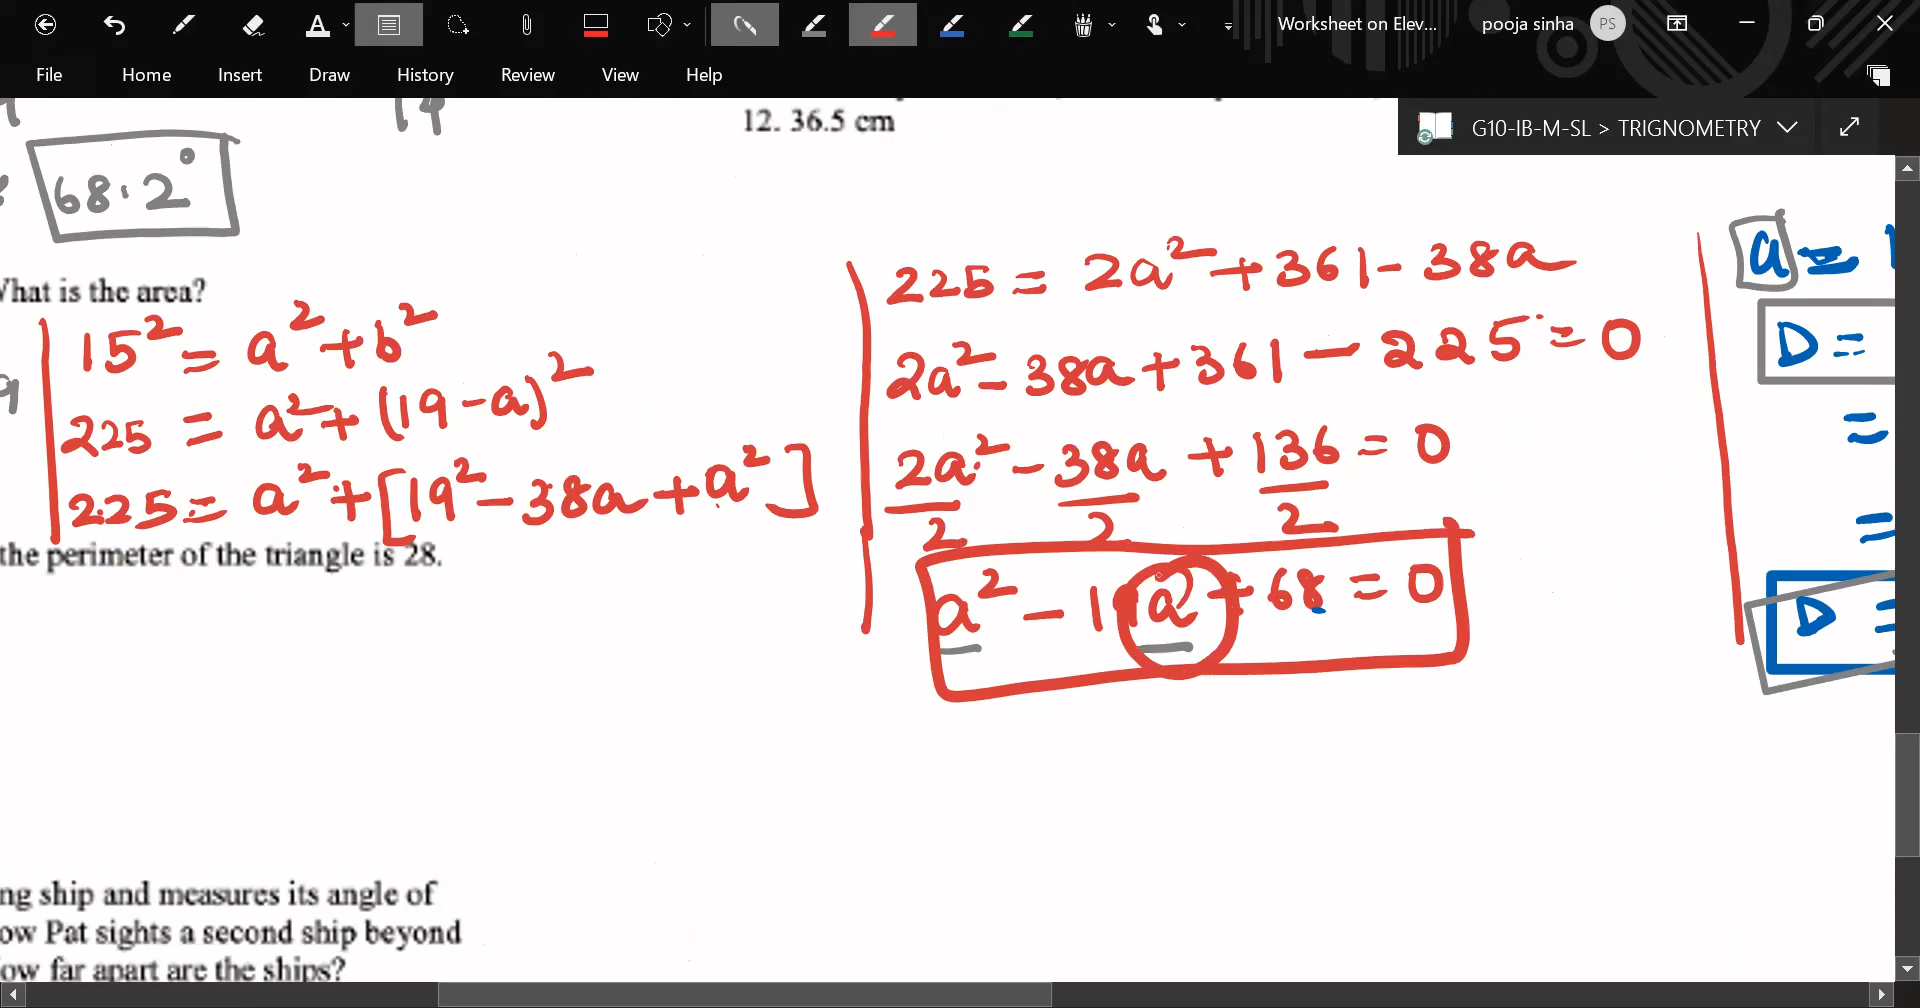 Worksheet on Elev... pooja sinha PS
File Home Insert Draw History Review View Help
12. 36.5 cm
G10-IB-M-SL > TRIGNOMETRY
68.2°
What is the area?
15² = a² + b²
225 = a² + (19 - a)²
225 = a² + [19² - 38a + a²]
the perimeter of the triangle is 28.
225 = 2a² + 361 - 38a
2a² - 38a + 361 - 225 = 0
2a²/2 - 38a/2 + 136/2 = 0
a² - 19a + 68 = 0
a =
D =
=
=
D =
ng ship and measures its angle of
ow Pat sights a second ship beyond
ow far apart are the ships?